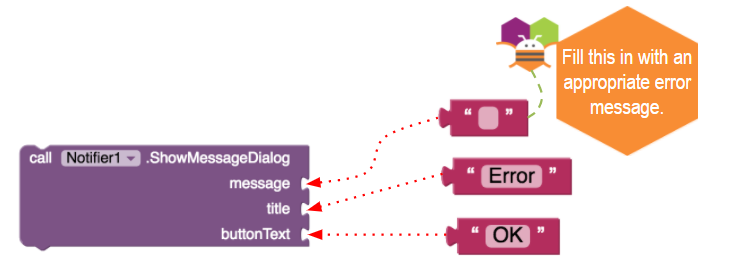 Fill this in with an
appropriate error
message.
“ ”
call Notifier1 .ShowMessageDialog
message
“ Error ”
title
buttonText
“ OK ”